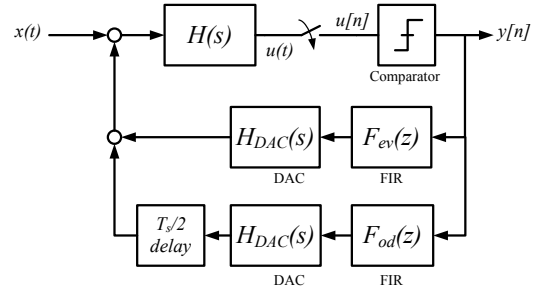 x(t)
H(s)
u(t)
u[n]
y[n]
Comparator
H_DAC(s)
F_ev(z)
DAC
FIR
T_s/2
delay
H_DAC(s)
F_od(z)
DAC
FIR